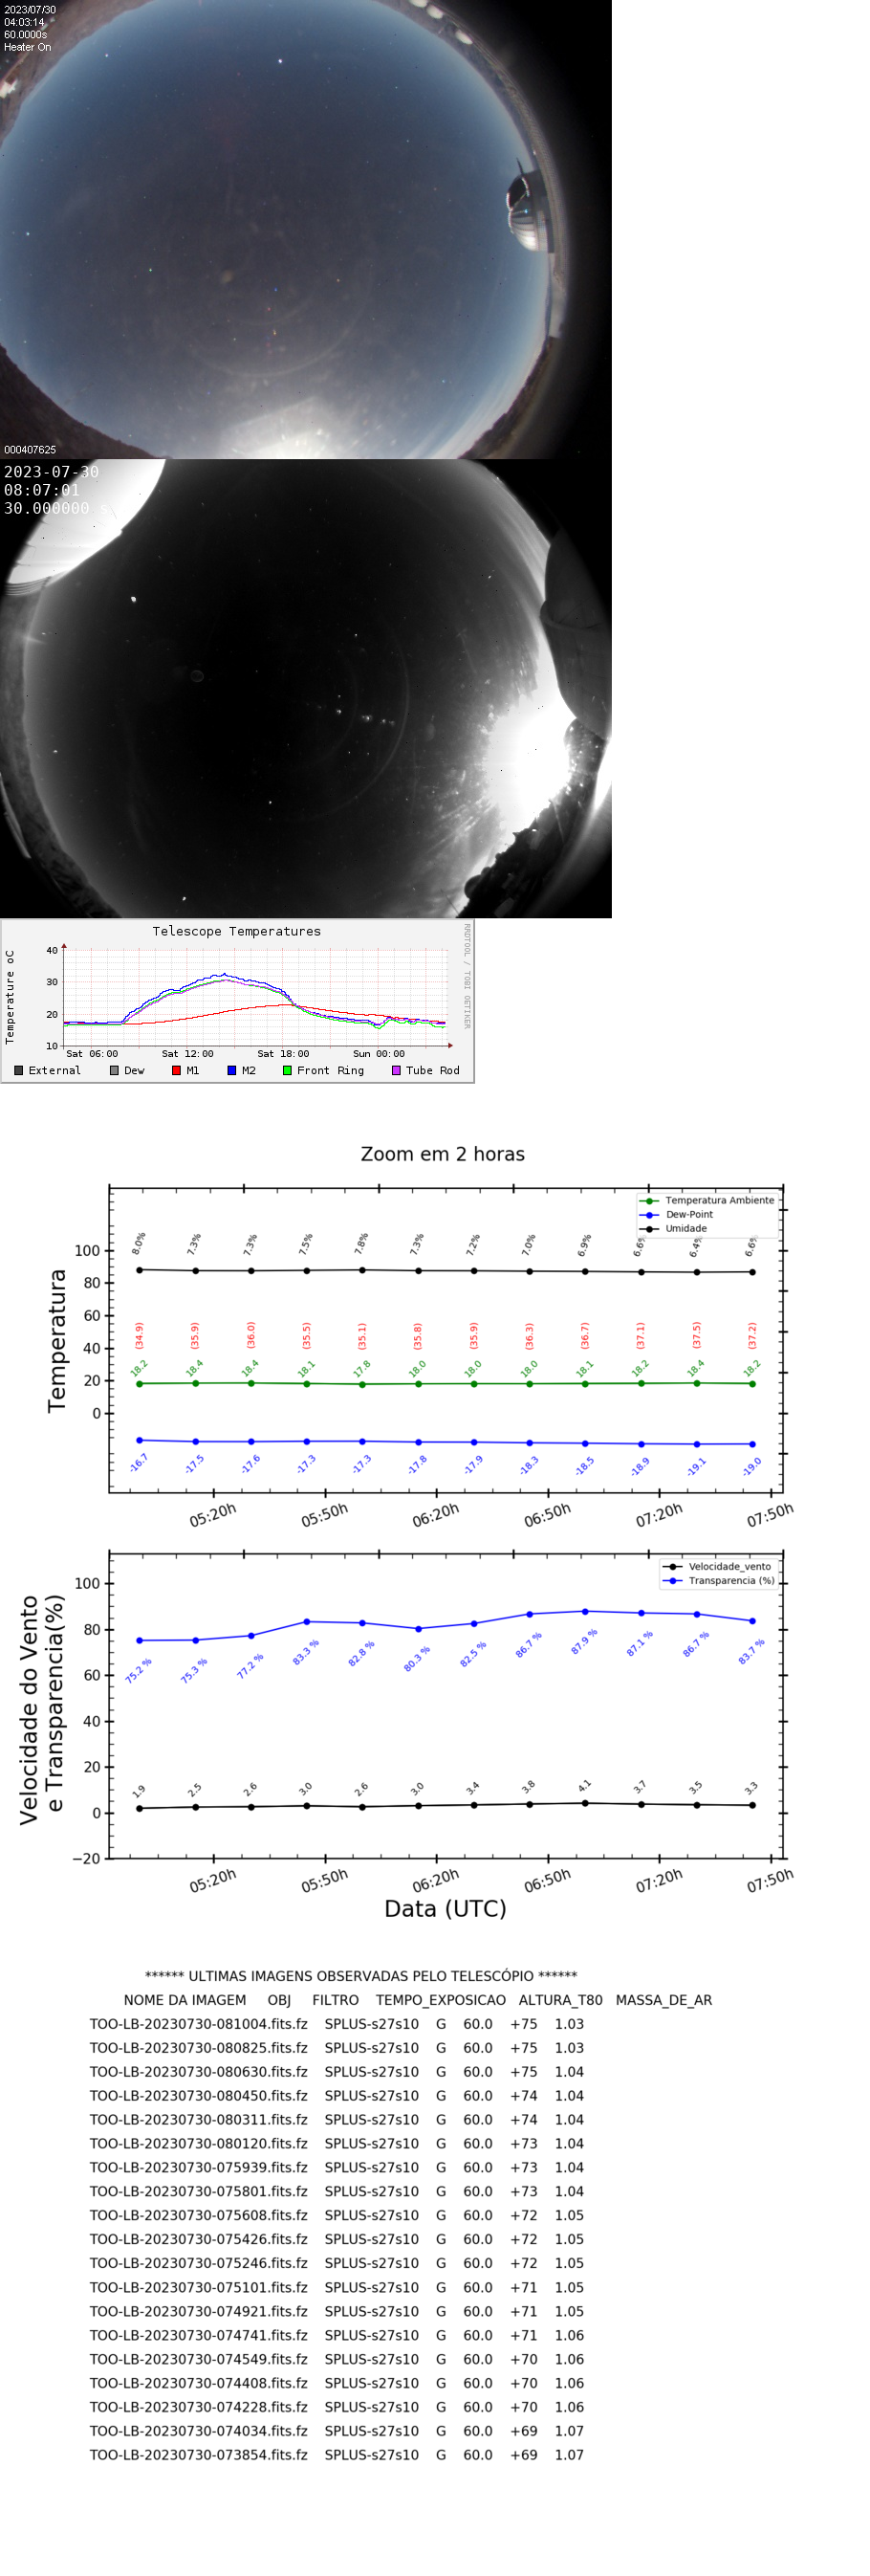 2023/07/30
04:03:14
60.0000s
Heater On
000407625
2023-07-30
08:07:01
30.000000 s
Telescope Temperatures
Temperature oC
40
30
20
10
Sat 06:00 Sat 12:00 Sat 18:00 Sun 00:00
External Dew M1 M2 Front Ring Tube Rod
RRDTOOL / TOBI OETIKER
Zoom em 2 horas
Temperatura
Temperatura Ambiente
Dew-Point
Umidade
100
80
60
40
20
0
8.0% 7.3% 7.3% 7.5% 7.8% 7.3% 7.2% 7.0% 6.9% 6.6% 6.4% 6.6%
(34.9) (35.9) (36.0) (35.5) (35.1) (35.8) (35.9) (36.3) (36.7) (37.1) (37.5) (37.2)
18.2 18.4 18.4 18.1 17.8 18.0 18.0 18.0 18.1 18.2 18.4 18.2
-16.7 -17.5 -17.6 -17.3 -17.3 -17.8 -17.9 -18.3 -18.5 -18.9 -19.1 -19.0
05:20h 05:50h 06:20h 06:50h 07:20h 07:50h
Velocidade do Vento
e Transparencia(%)
Velocidade_vento
Transparencia (%)
100
80
60
40
20
0
−20
75.2 % 75.3 % 77.2 % 83.3 % 82.8 % 80.3 % 82.5 % 86.7 % 87.9 % 87.1 % 86.7 % 83.7 %
1.9 2.5 2.6 3.0 2.6 3.0 3.4 3.8 4.1 3.7 3.5 3.3
05:20h 05:50h 06:20h 06:50h 07:20h 07:50h
Data (UTC)
****** ULTIMAS IMAGENS OBSERVADAS PELO TELESCÓPIO ******
NOME DA IMAGEM OBJ FILTRO TEMPO_EXPOSICAO ALTURA_T80 MASSA_DE_AR
TOO-LB-20230730-081004.fits.fz SPLUS-s27s10 G 60.0 +75 1.03
TOO-LB-20230730-080825.fits.fz SPLUS-s27s10 G 60.0 +75 1.03
TOO-LB-20230730-080630.fits.fz SPLUS-s27s10 G 60.0 +75 1.04
TOO-LB-20230730-080450.fits.fz SPLUS-s27s10 G 60.0 +74 1.04
TOO-LB-20230730-080311.fits.fz SPLUS-s27s10 G 60.0 +74 1.04
TOO-LB-20230730-080120.fits.fz SPLUS-s27s10 G 60.0 +73 1.04
TOO-LB-20230730-075939.fits.fz SPLUS-s27s10 G 60.0 +73 1.04
TOO-LB-20230730-075801.fits.fz SPLUS-s27s10 G 60.0 +73 1.04
TOO-LB-20230730-075608.fits.fz SPLUS-s27s10 G 60.0 +72 1.05
TOO-LB-20230730-075426.fits.fz SPLUS-s27s10 G 60.0 +72 1.05
TOO-LB-20230730-075246.fits.fz SPLUS-s27s10 G 60.0 +72 1.05
TOO-LB-20230730-075101.fits.fz SPLUS-s27s10 G 60.0 +71 1.05
TOO-LB-20230730-074921.fits.fz SPLUS-s27s10 G 60.0 +71 1.05
TOO-LB-20230730-074741.fits.fz SPLUS-s27s10 G 60.0 +71 1.06
TOO-LB-20230730-074549.fits.fz SPLUS-s27s10 G 60.0 +70 1.06
TOO-LB-20230730-074408.fits.fz SPLUS-s27s10 G 60.0 +70 1.06
TOO-LB-20230730-074228.fits.fz SPLUS-s27s10 G 60.0 +70 1.06
TOO-LB-20230730-074034.fits.fz SPLUS-s27s10 G 60.0 +69 1.07
TOO-LB-20230730-073854.fits.fz SPLUS-s27s10 G 60.0 +69 1.07